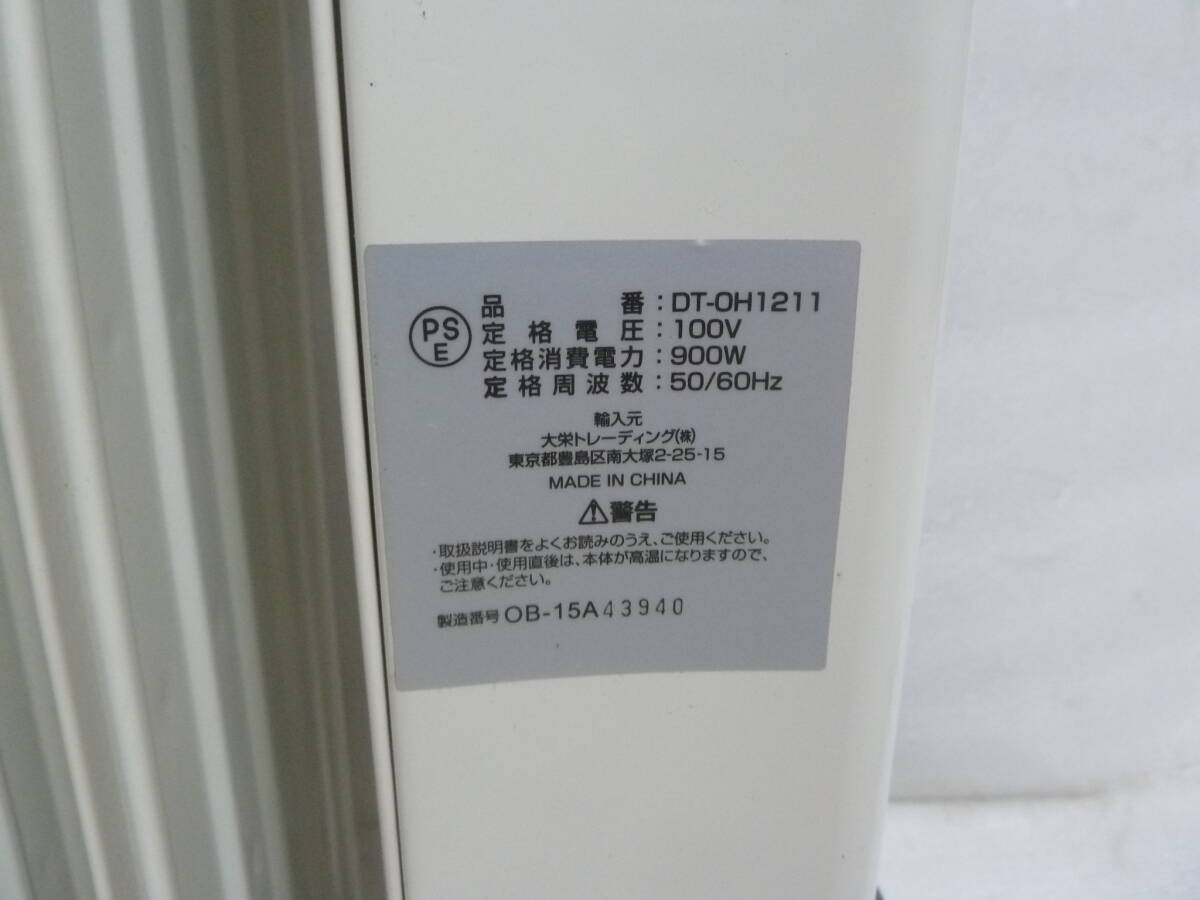 PS
E
品番：DT-OH1211
定格電圧：100V
定格消費電力：900W
定格周波数：50/60Hz
輸入元
大栄トレーディング(株)
東京都豊島区南大塚2-25-15
MADE IN CHINA
⚠警告
・取扱説明書をよくお読みのうえ、ご使用ください。
・使用中・使用直後は、本体が高温になりますので、
ご注意ください。
製造番号 OB-15A43940